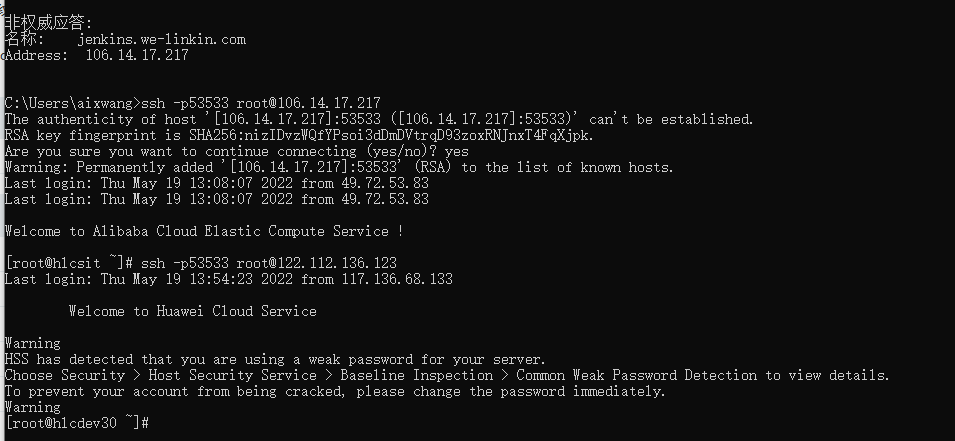 非权威应答:
名称:    jenkins.we-linkin.com
Address:  106.14.17.217
C:\Users\aixwang>ssh -p53533 root@106.14.17.217
The authenticity of host '[106.14.17.217]:53533 ([106.14.17.217]:53533)' can't be established.
RSA key fingerprint is SHA256:nizIDvzWQfYPsoi3dDmDVtrqD93zoxRNJnxT4FqXjpk.
Are you sure you want to continue connecting (yes/no)? yes
Warning: Permanently added '[106.14.17.217]:53533' (RSA) to the list of known hosts.
Last login: Thu May 19 13:08:07 2022 from 49.72.53.83
Last login: Thu May 19 13:08:07 2022 from 49.72.53.83
Welcome to Alibaba Cloud Elastic Compute Service !
[root@hlcsit ~]# ssh -p53533 root@122.112.136.123
Last login: Thu May 19 13:54:23 2022 from 117.136.68.133
Welcome to Huawei Cloud Service
Warning
HSS has detected that you are using a weak password for your server.
Choose Security > Host Security Service > Baseline Inspection > Common Weak Password Detection to view details.
To prevent your account from being cracked, please change the password immediately.
Warning
[root@hlcdev30 ~]#